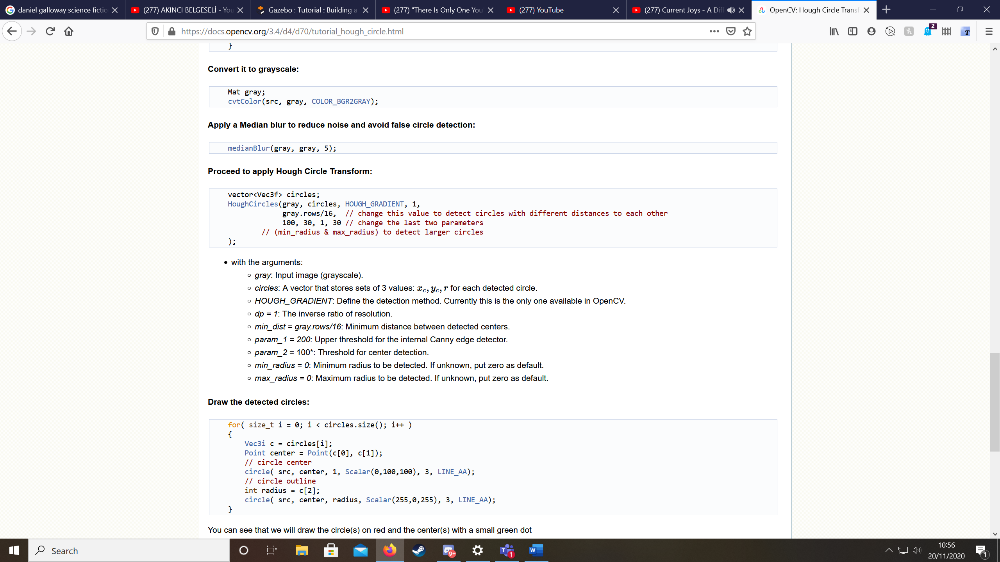 daniel galloway science fictio
(277) AKINCI BELGESELİ - You
Gazebo : Tutorial : Building a
(277) "There Is Only One You
(277) YouTube
(277) Current Joys - A Diff
OpenCV: Hough Circle Transf
https://docs.opencv.org/3.4/d4/d70/tutorial_hough_circle.html
2
}
Convert it to grayscale:
Mat gray;
cvtColor(src, gray, COLOR_BGR2GRAY);
Apply a Median blur to reduce noise and avoid false circle detection:
medianBlur(gray, gray, 5);
Proceed to apply Hough Circle Transform:
vector<Vec3f> circles;
HoughCircles(gray, circles, HOUGH_GRADIENT, 1,
gray.rows/16,  // change this value to detect circles with different distances to each other
100, 30, 1, 30 // change the last two parameters
// (min_radius & max_radius) to detect larger circles
);
• with the arguments:
◦ gray: Input image (grayscale).
◦ circles: A vector that stores sets of 3 values: x_c, y_c, r for each detected circle.
◦ HOUGH_GRADIENT: Define the detection method. Currently this is the only one available in OpenCV.
◦ dp = 1: The inverse ratio of resolution.
◦ min_dist = gray.rows/16: Minimum distance between detected centers.
◦ param_1 = 200: Upper threshold for the internal Canny edge detector.
◦ param_2 = 100*: Threshold for center detection.
◦ min_radius = 0: Minimum radius to be detected. If unknown, put zero as default.
◦ max_radius = 0: Maximum radius to be detected. If unknown, put zero as default.
Draw the detected circles:
for( size_t i = 0; i < circles.size(); i++ )
{
Vec3i c = circles[i];
Point center = Point(c[0], c[1]);
// circle center
circle( src, center, 1, Scalar(0,100,100), 3, LINE_AA);
// circle outline
int radius = c[2];
circle( src, center, radius, Scalar(255,0,255), 3, LINE_AA);
}
You can see that we will draw the circle(s) on red and the center(s) with a small green dot
Search
9+
1
10:56
20/11/2020
1